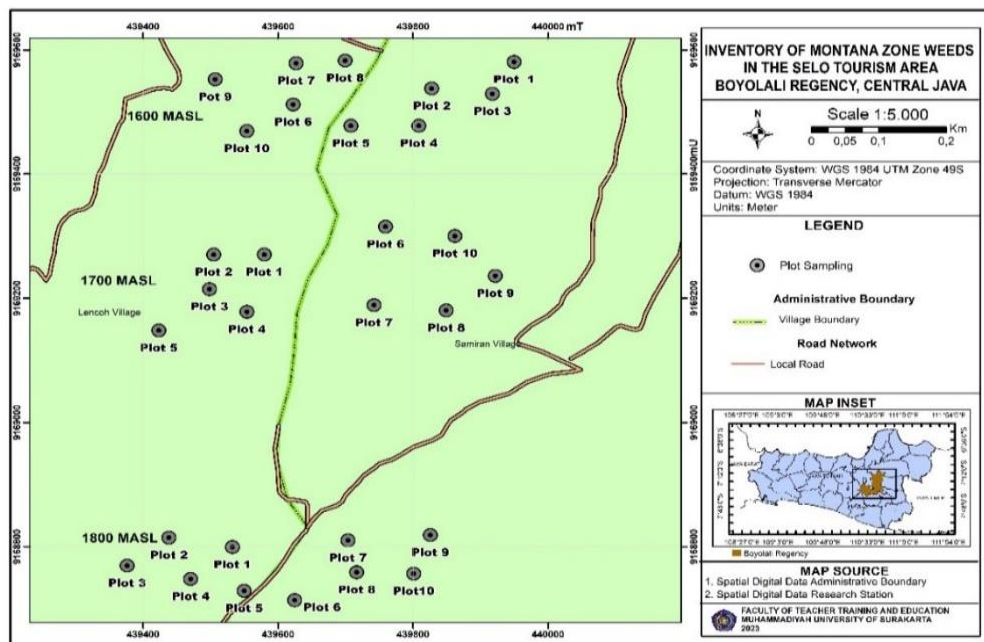 439400 439600 439800 440000 mT
9169600
9169400
9169400mU
9169200
9169000
9168800
Plot 7
Plot 8
Plot 1
Pot 9
Plot 2
Plot 3
1600 MASL
Plot 6
Plot 10
Plot 5
Plot 4
Plot 6
Plot 10
Plot 2
Plot 1
1700 MASL
Plot 9
Plot 3
Plot 4
Plot 7
Plot 8
Lencoh Village
Plot 5
Samiran Village
1800 MASL
Plot 2
Plot 1
Plot 7
Plot 9
Plot 3
Plot 4
Plot 5
Plot 6
Plot 8
Plot10
439400 439600 439800 440000
INVENTORY OF MONTANA ZONE WEEDS
IN THE SELO TOURISM AREA
BOYOLALI REGENCY, CENTRAL JAVA
N
Scale 1:5.000
Km
0 0,05 0,1 0,2
Coordinate System: WGS 1984 UTM Zone 49S
Projection: Transverse Mercator
Datum: WGS 1984
Units: Meter
LEGEND
Plot Sampling
Administrative Boundary
Village Boundary
Road Network
Local Road
MAP INSET
Boyolali Regency
MAP SOURCE
1. Spatial Digital Data Administrative Boundary
2. Spatial Digital Data Research Station
FACULTY OF TEACHER TRAINING AND EDUCATION
MUHAMMADIYAH UNIVERSITY OF SURAKARTA
2023